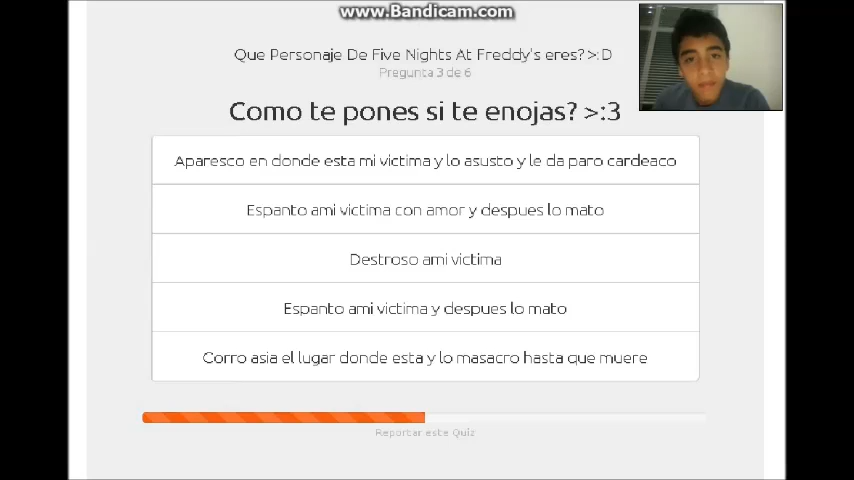 www.Bandicam.com
Que Personaje De Five Nights At Freddy's eres? >:D
Pregunta 3 de 6
Como te pones si te enojas? >:3
Aparesco en donde esta mi victima y lo asusto y le da paro cardeaco
Espanto ami victima con amor y despues lo mato
Destroso ami victima
Espanto ami victima y despues lo mato
Corro asia el lugar donde esta y lo masacro hasta que muere
Reportar este Quiz